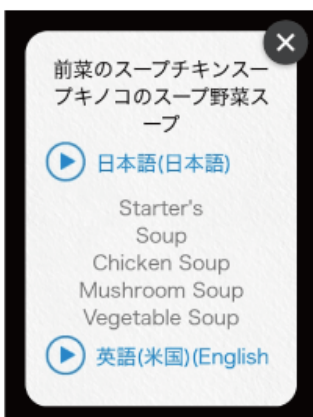 前菜のスープチキンスー
プキノコのスープ野菜ス
ープ
日本語(日本語)
Starter's
Soup
Chicken Soup
Mushroom Soup
Vegetable Soup
英語(米国)(English